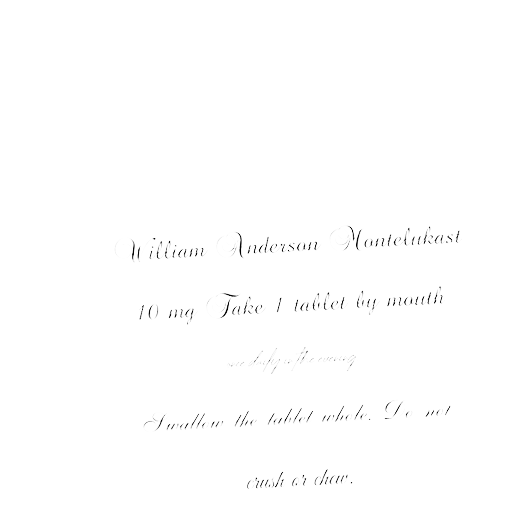 William Anderson Montelukast
10 mg Take 1 tablet by mouth
Swallow the tablet whole. Do not
crush or chew.